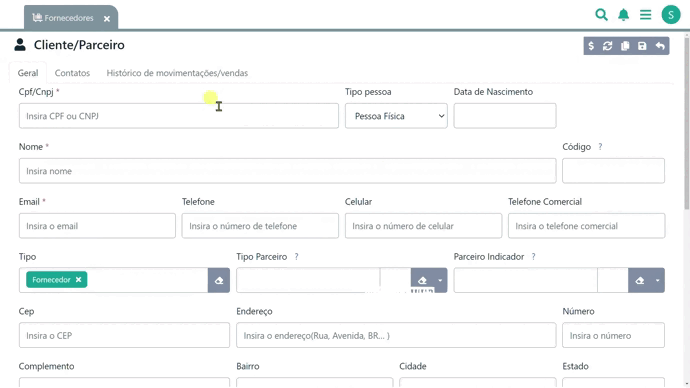 Fornecedores
S
Cliente/Parceiro
Geral Contatos Histórico de movimentações/vendas
Cpf/Cnpj * Tipo pessoa Data de Nascimento
Insira CPF ou CNPJ Pessoa Física
Nome * Código ?
Insira nome
Email * Telefone Celular Telefone Comercial
Insira o email Insira o número de telefone Insira o número de celular Insira o telefone comercial
Tipo Tipo Parceiro ? Parceiro Indicador ?
Fornecedor
Cep Endereço Número
Insira o CEP Insira o endereço(Rua, Avenida, BR... ) Insira o número
Complemento Bairro Cidade Estado